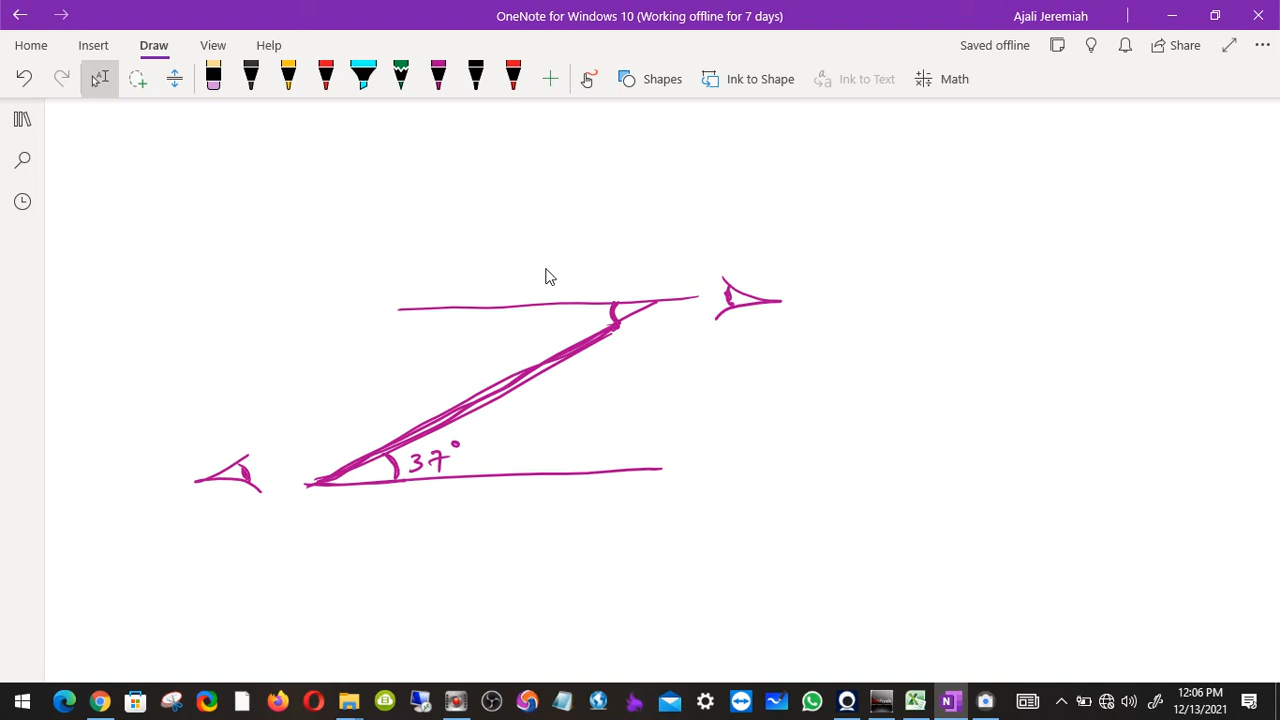 OneNote for Windows 10 (Working offline for 7 days)
Ajali Jeremiah
Home Insert Draw View Help
Saved offline
Share
Shapes
Ink to Shape
Ink to Text
Math
37°
12:06 PM
12/13/2021